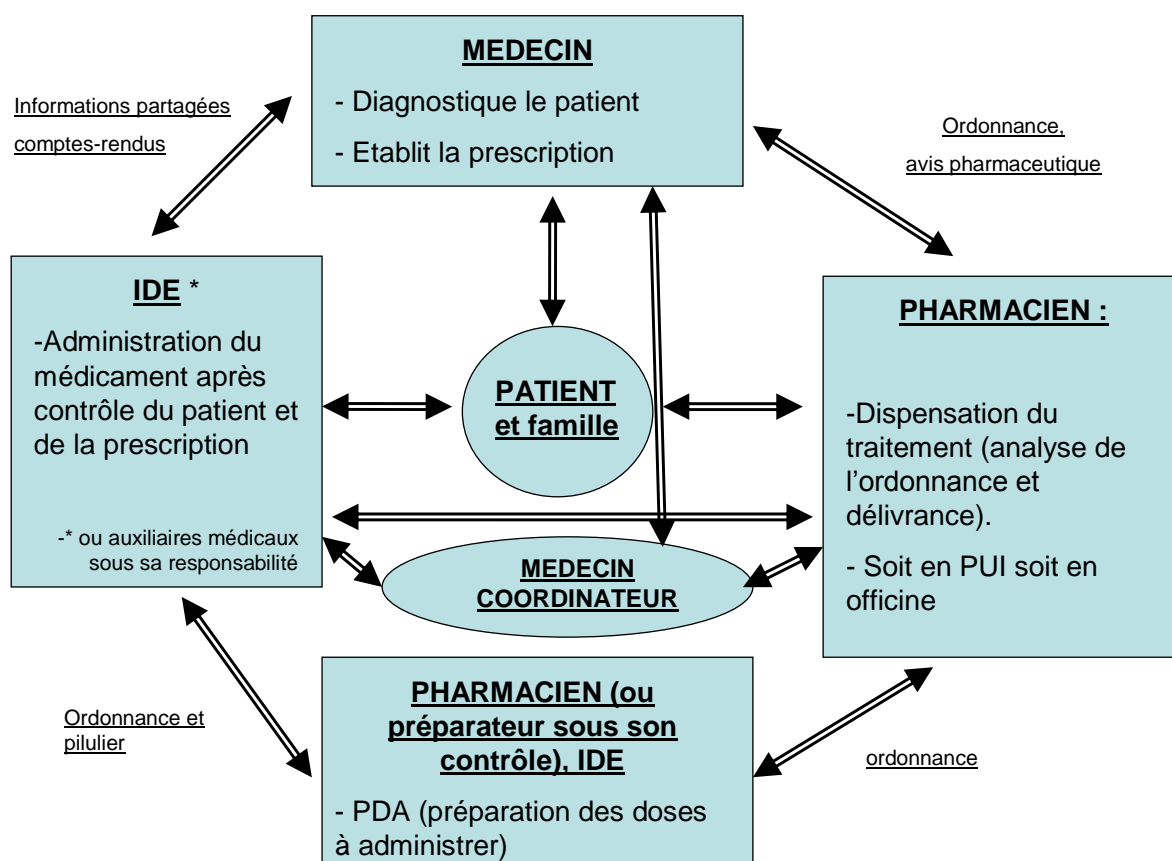 MEDECIN
- Diagnostique le patient
- Etablit la prescription
Informations partagées
comptes-rendus
Ordonnance,
avis pharmaceutique
IDE *
-Administration du
médicament après
contrôle du patient et
de la prescription
-* ou auxiliaires médicaux
sous sa responsabilité
PATIENT
et famille
PHARMACIEN :
-Dispensation du
traitement (analyse de
l’ordonnance et
délivrance).
- Soit en PUI soit en
officine
MEDECIN
COORDINATEUR
Ordonnance et
pilulier
PHARMACIEN (ou
préparateur sous son
contrôle), IDE
- PDA (préparation des doses
à administrer)
ordonnance